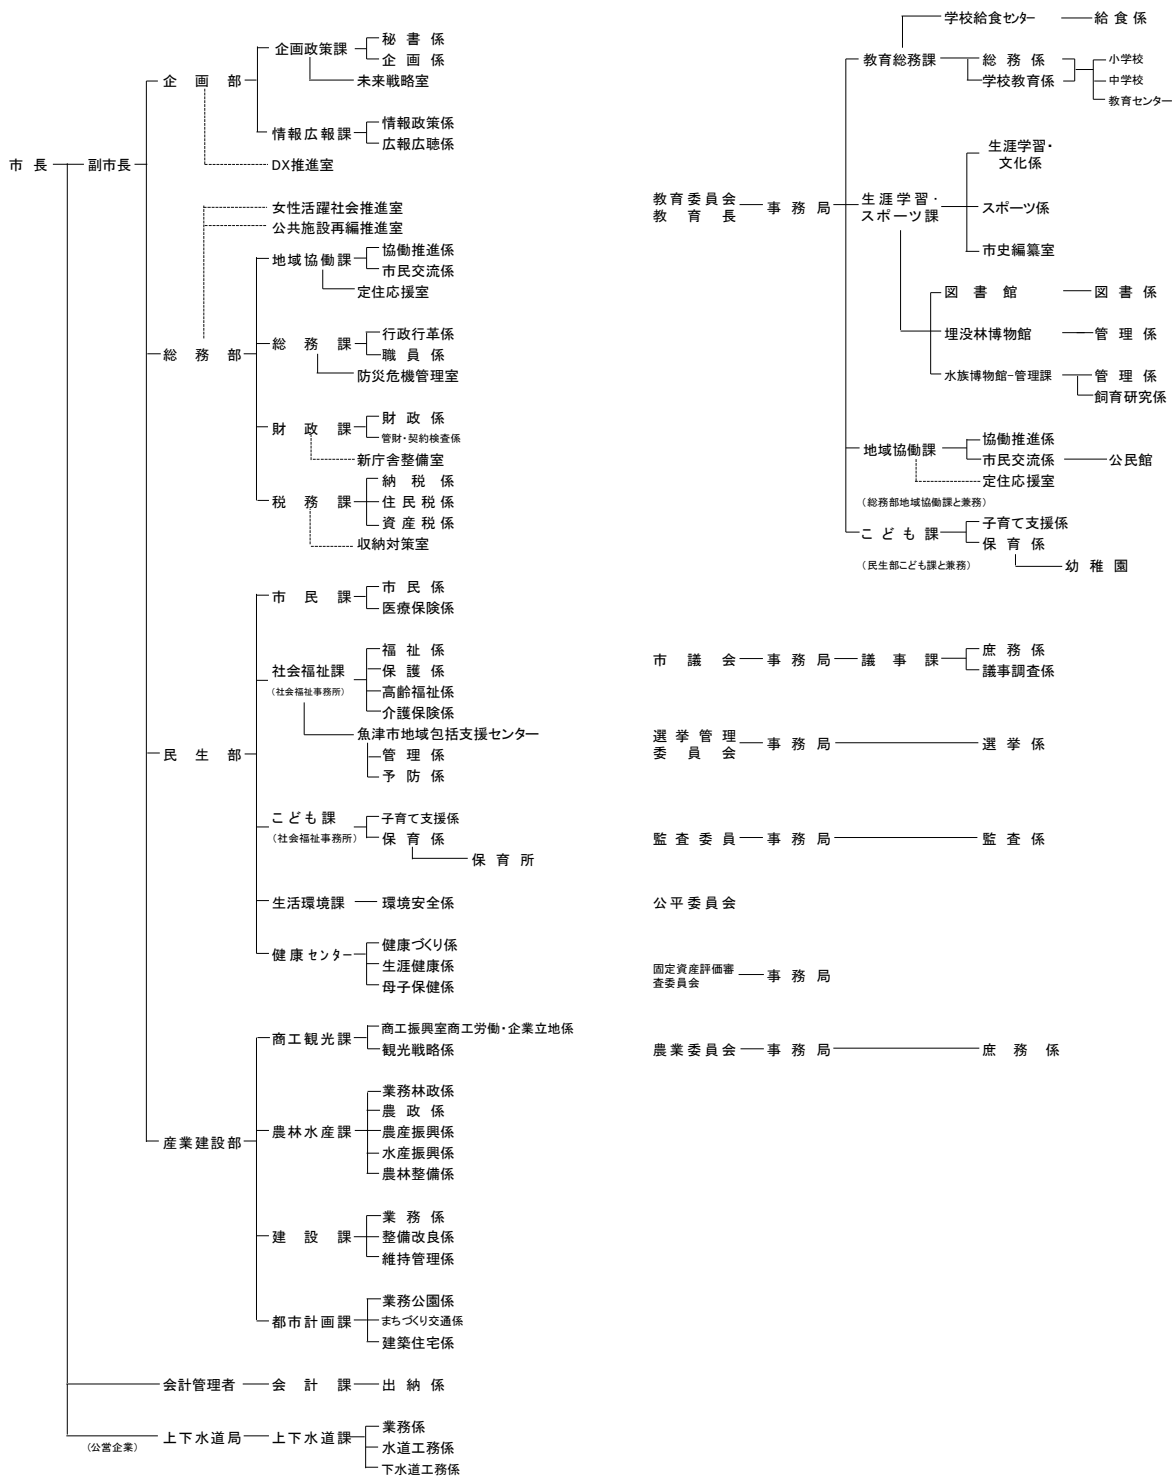 市長
副市長
企画部
企画政策課
秘書係
企画係
未来戦略室
情報広報課
情報政策係
広報広聴係
DX推進室
女性活躍社会推進室
公共施設再編推進室
総務部
地域協働課
協働推進係
市民交流係
定住応援室
総務課
行政行革係
職員係
防災危機管理室
財政課
財政係
管財・契約検査係
新庁舎整備室
税務課
納税係
住民税係
資産税係
収納対策室
民生部
市民課
市民係
医療保険係
社会福祉課
(社会福祉事務所)
福祉係
保護係
高齢福祉係
介護保険係
魚津市地域包括支援センター
管理係
予防係
こども課
(社会福祉事務所)
子育て支援係
保育係
保育所
生活環境課
環境安全係
健康センター
健康づくり係
生涯健康係
母子保健係
産業建設部
商工観光課
商工振興室商工労働・企業立地係
観光戦略係
農林水産課
業務林政係
農政係
農産振興係
水産振興係
農林整備係
建設課
業務係
整備改良係
維持管理係
都市計画課
業務公園係
まちづくり交通係
建築住宅係
会計管理者
会計課
出納係
(公営企業)
上下水道局
上下水道課
業務係
水道工務係
下水道工務係
教育委員会
教育長
事務局
学校給食センター
給食係
教育総務課
総務係
学校教育係
小学校
中学校
教育センター
生涯学習・
スポーツ課
生涯学習・
文化係
スポーツ係
市史編纂室
図書館
図書係
埋没林博物館
管理係
水族博物館-管理課
管理係
飼育研究係
地域協働課
(総務部地域協働課と兼務)
協働推進係
市民交流係
公民館
定住応援室
こども課
(民生部こども課と兼務)
子育て支援係
保育係
幼稚園
市議会
事務局
議事課
庶務係
議事調査係
選挙管理
委員会
事務局
選挙係
監査委員
事務局
監査係
公平委員会
固定資産評価審
査委員会
事務局
農業委員会
事務局
庶務係